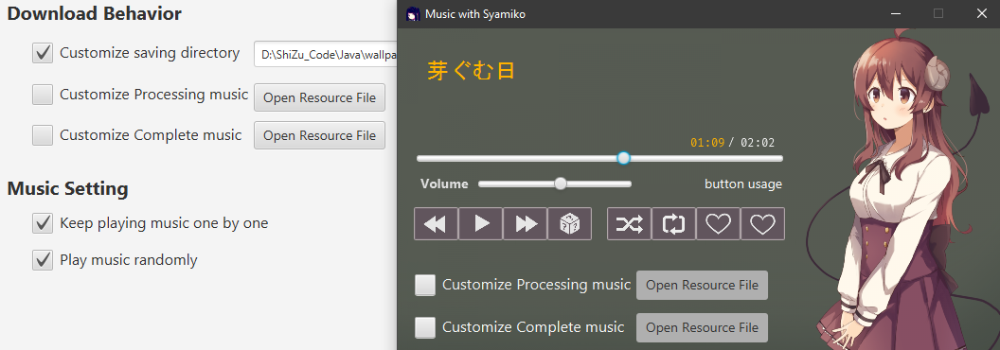 Download Behavior
Customize saving directory
D:\ShiZu_Code\Java\wallpa
Customize Processing music
Open Resource File
Customize Complete music
Open Resource File
Music Setting
Keep playing music one by one
Play music randomly
Music with Syamiko
芽ぐむ日
01:09 / 02:02
Volume
button usage
Customize Processing music
Open Resource File
Customize Complete music
Open Resource File